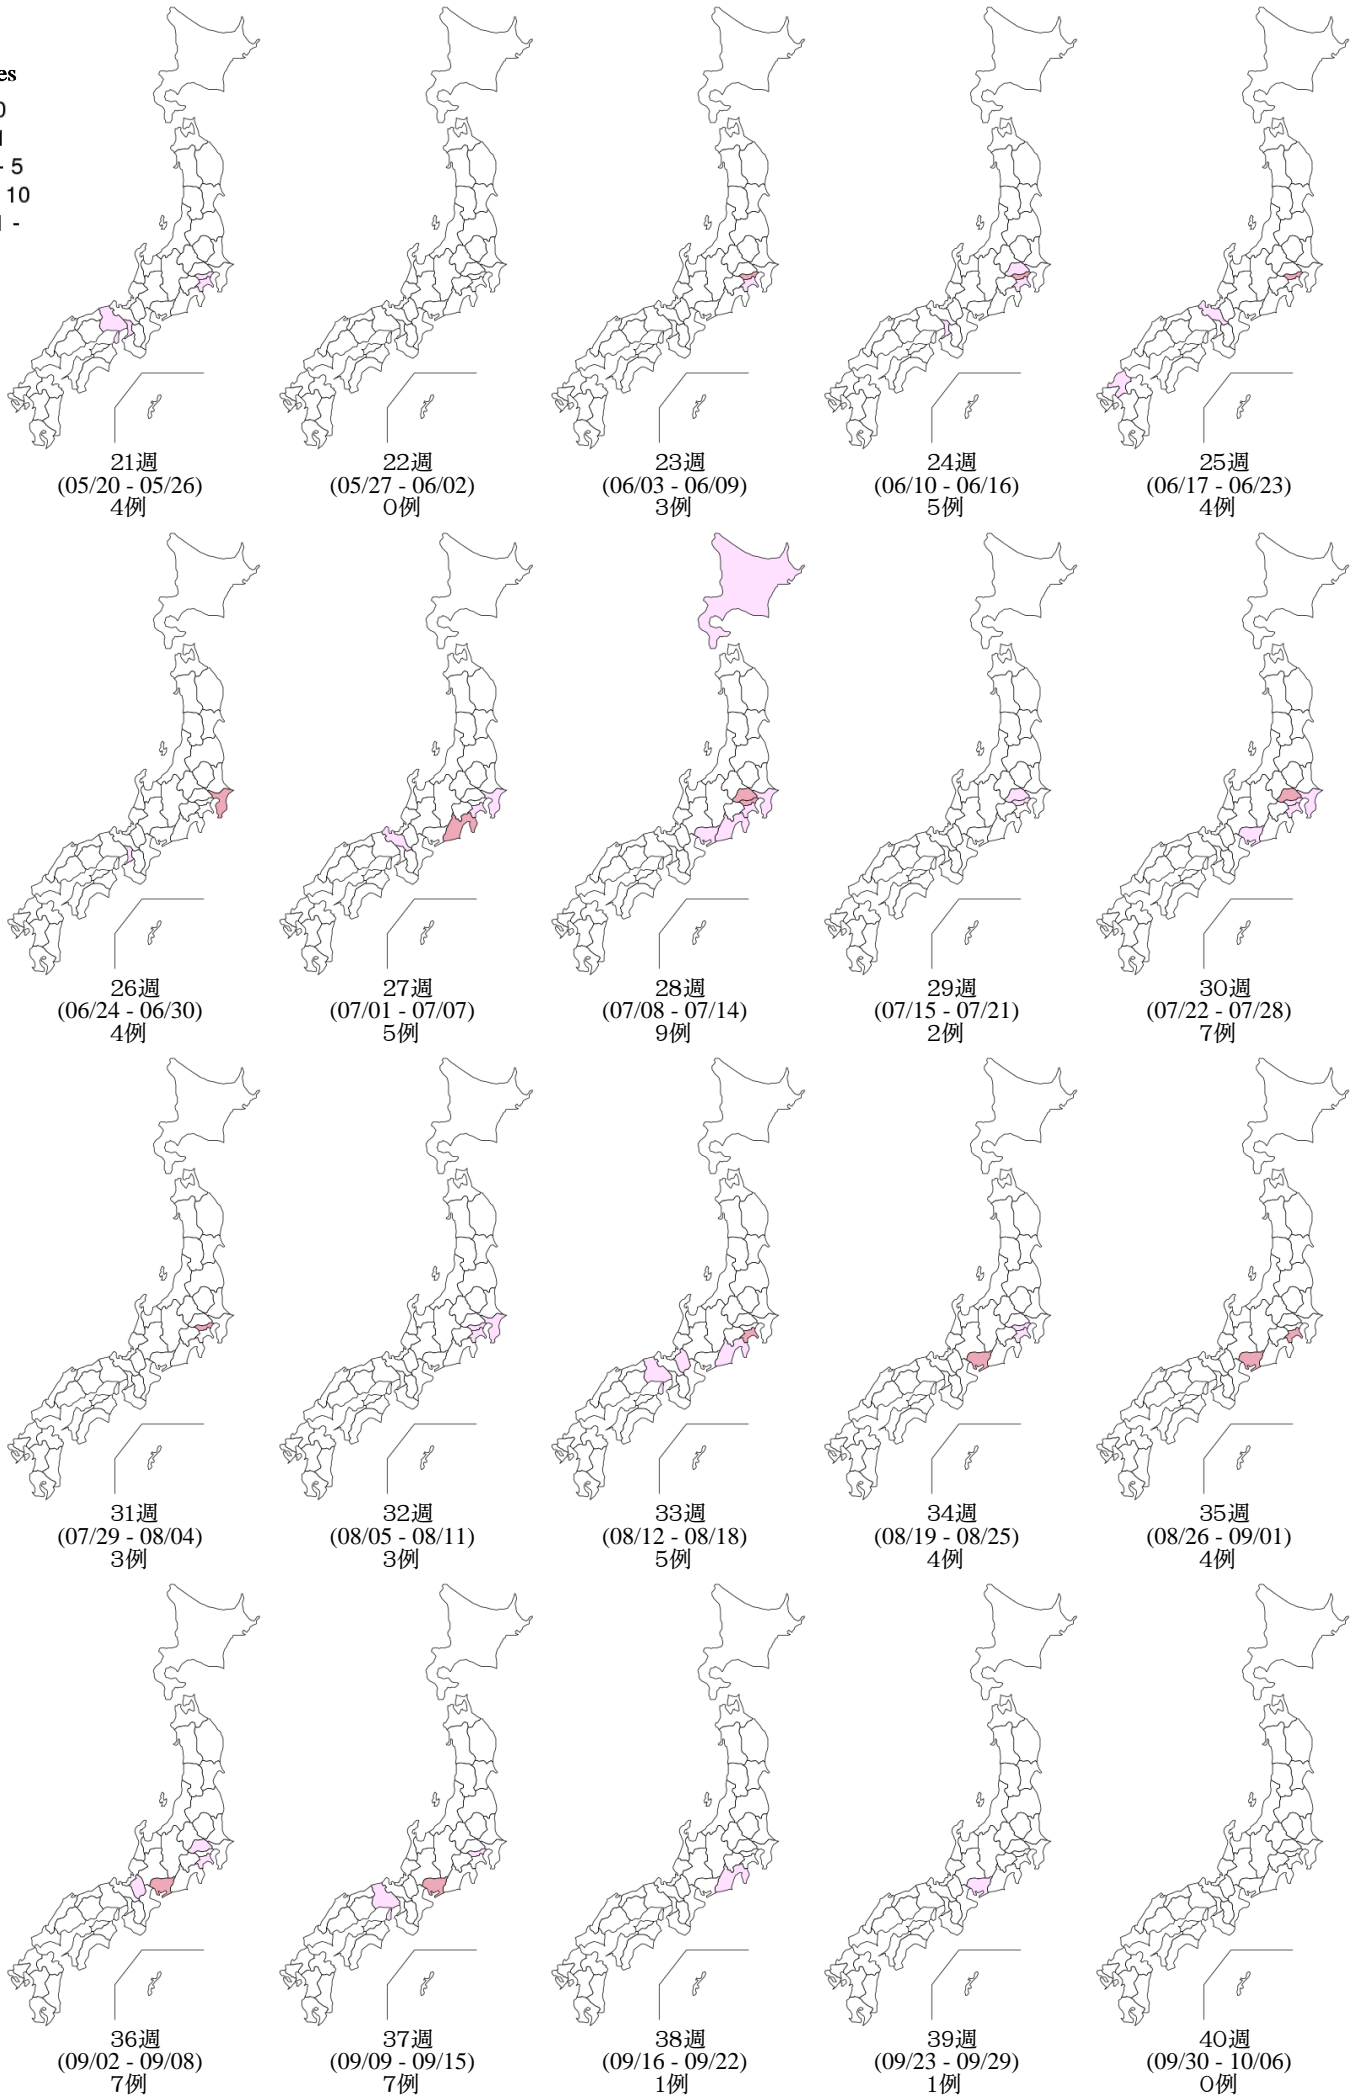 es
0
1
- 5
10
1 -
21週
(05/20 - 05/26)
4例
22週
(05/27 - 06/02)
0例
23週
(06/03 - 06/09)
3例
24週
(06/10 - 06/16)
5例
25週
(06/17 - 06/23)
4例
26週
(06/24 - 06/30)
4例
27週
(07/01 - 07/07)
5例
28週
(07/08 - 07/14)
9例
29週
(07/15 - 07/21)
2例
30週
(07/22 - 07/28)
7例
31週
(07/29 - 08/04)
3例
32週
(08/05 - 08/11)
3例
33週
(08/12 - 08/18)
5例
34週
(08/19 - 08/25)
4例
35週
(08/26 - 09/01)
4例
36週
(09/02 - 09/08)
7例
37週
(09/09 - 09/15)
7例
38週
(09/16 - 09/22)
1例
39週
(09/23 - 09/29)
1例
40週
(09/30 - 10/06)
0例